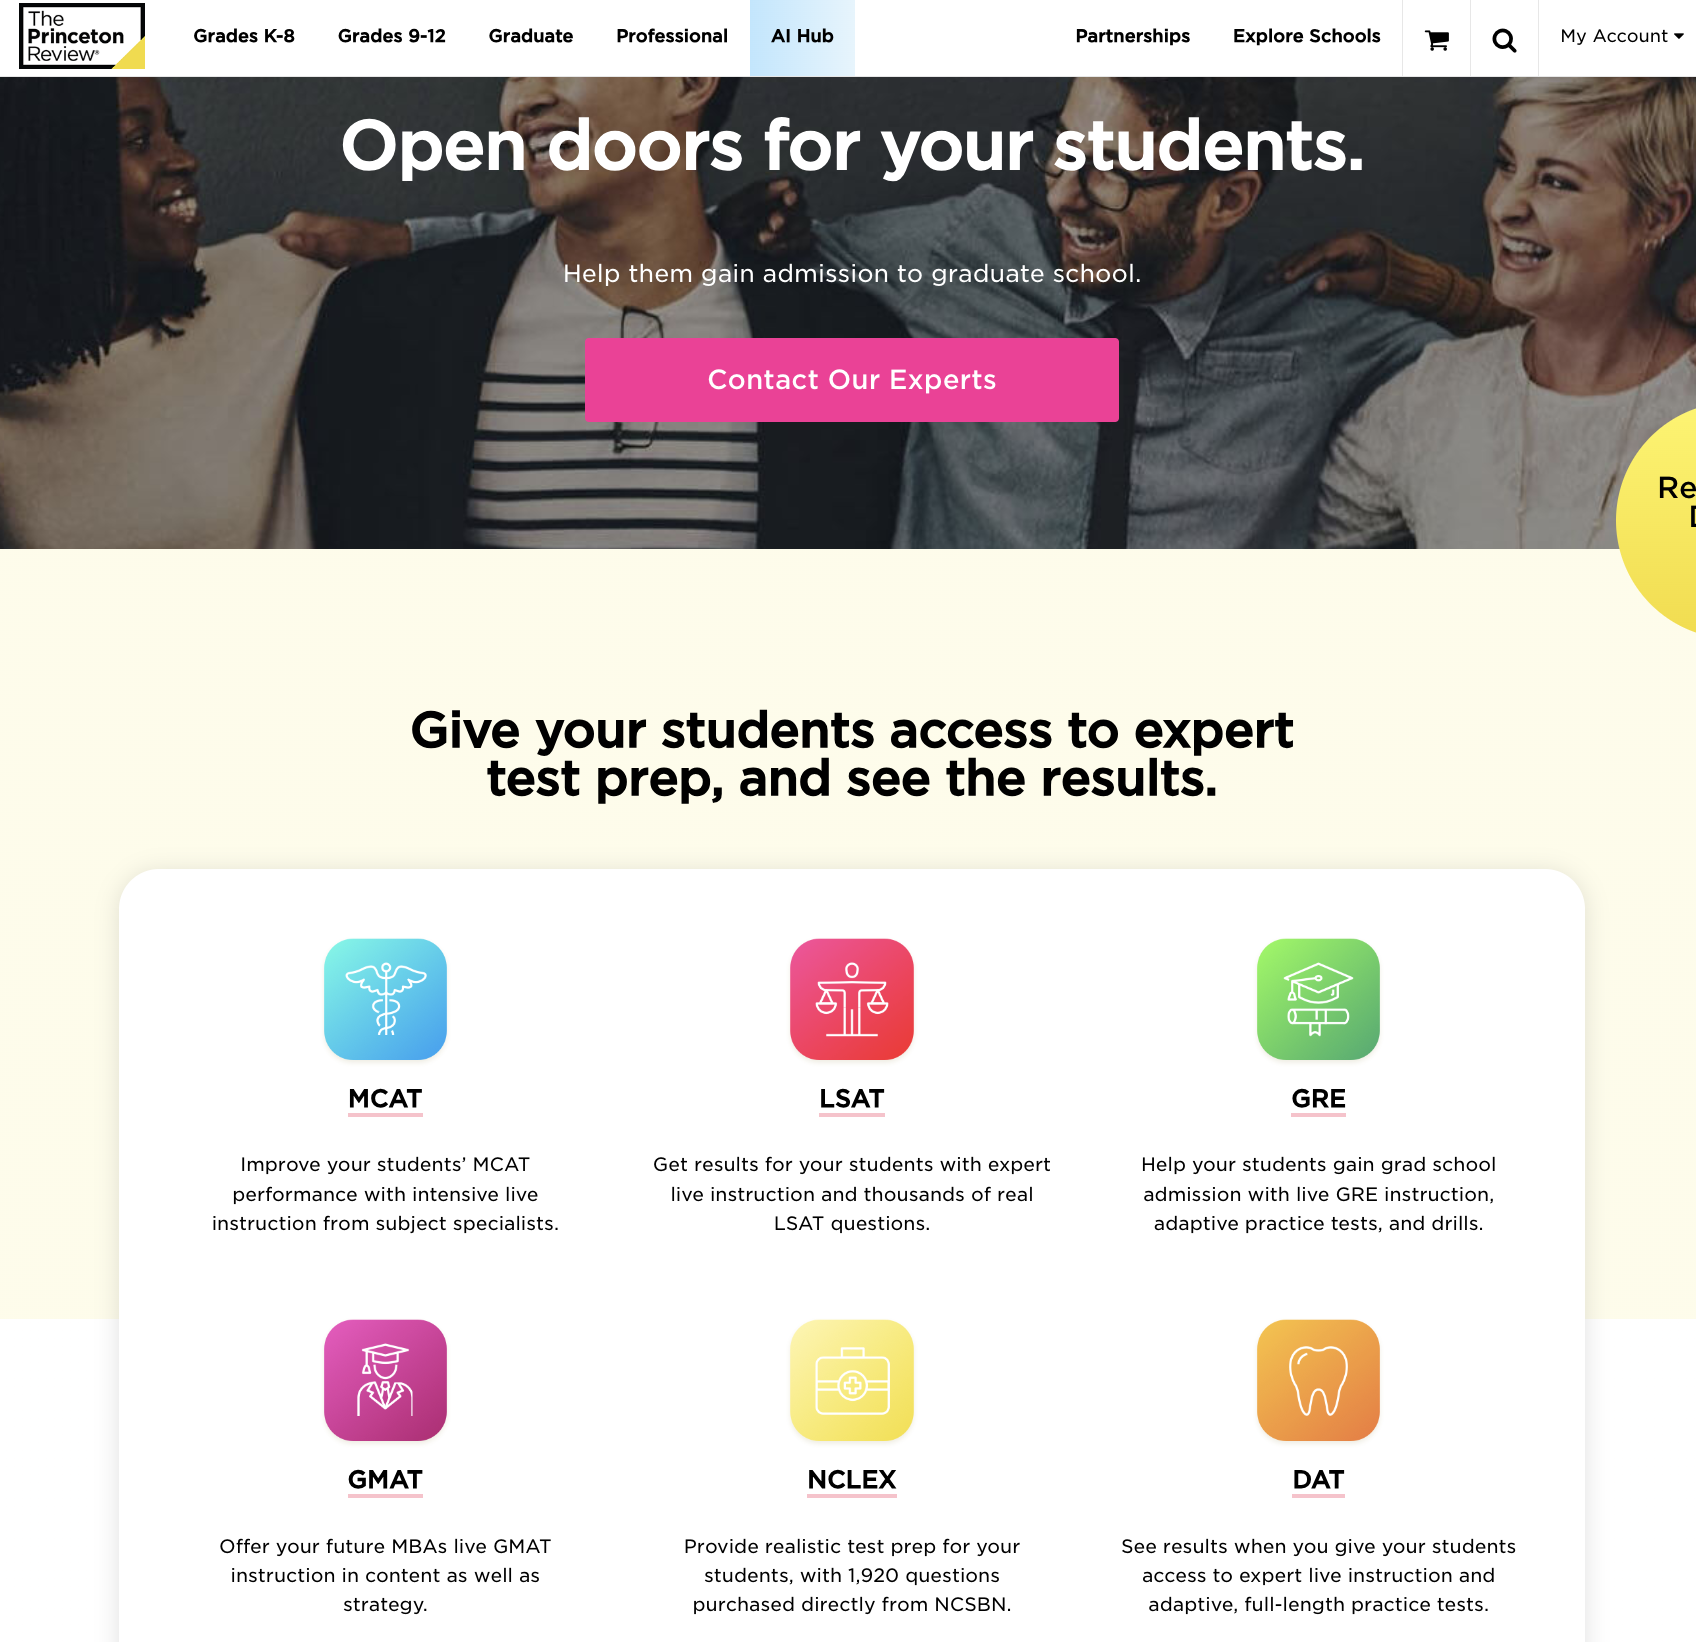 The
Princeton
Review®
Grades K-8
Grades 9-12
Graduate
Professional
AI Hub
Partnerships
Explore Schools
My Account
Open doors for your students.
Help them gain admission to graduate school.
Contact Our Experts
Give your students access to expert
test prep, and see the results.
MCAT
Improve your students’ MCAT
performance with intensive live
instruction from subject specialists.
LSAT
Get results for your students with expert
live instruction and thousands of real
LSAT questions.
GRE
Help your students gain grad school
admission with live GRE instruction,
adaptive practice tests, and drills.
GMAT
Offer your future MBAs live GMAT
instruction in content as well as
strategy.
NCLEX
Provide realistic test prep for your
students, with 1,920 questions
purchased directly from NCSBN.
DAT
See results when you give your students
access to expert live instruction and
adaptive, full-length practice tests.